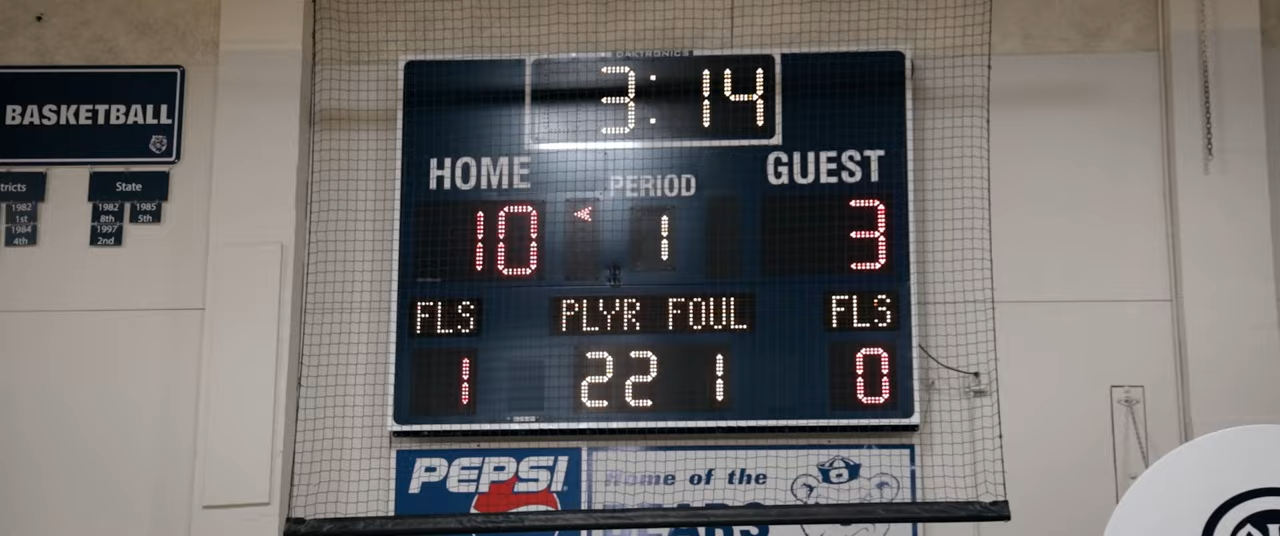 DAKTRONICS
3:14
BASKETBALL
HOME
PERIOD
GUEST
10
1
3
tricts
State
1982
1st
1984
4th
1982
8th
1985
5th
1997
2nd
FLS
PLYR FOUL
FLS
1
22 1
0
PEPSI
Home of the
BEARS